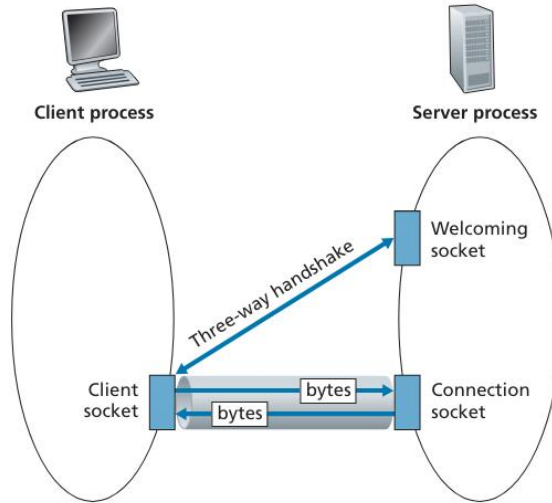 Client process
Server process
Welcoming
socket
Three-way handshake
Client
socket
bytes
bytes
Connection
socket